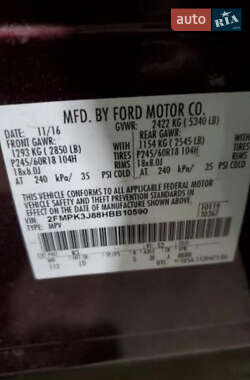 RIA.com
MFD. BY FORD MOTOR CO.
DATE: 11/16 GVWR: 2422 KG ( 5340 LB)
FRONT GAWR: REAR GAWR:
1293 KG ( 2850 LB) 1154 KG ( 2545 LB)
P245/60R18 104H TIRES P245/60R18 104H TIRES
18x8.0J RIMS 18x8.0J RIMS
AT 240 kPa/ 35 PSI COLD AT 240 kPa/ 35 PSI COLD
THIS VEHICLE CONFORMS TO ALL APPLICABLE FEDERAL MOTOR
VEHICLE SAFETY AND THEFT PREVENTION STANDARDS IN
EFFECT ON THE DATE OF MANUFACTURE SHOWN ABOVE.
VIN: 2FMPK3J88HBB10590
TYPE: MPV